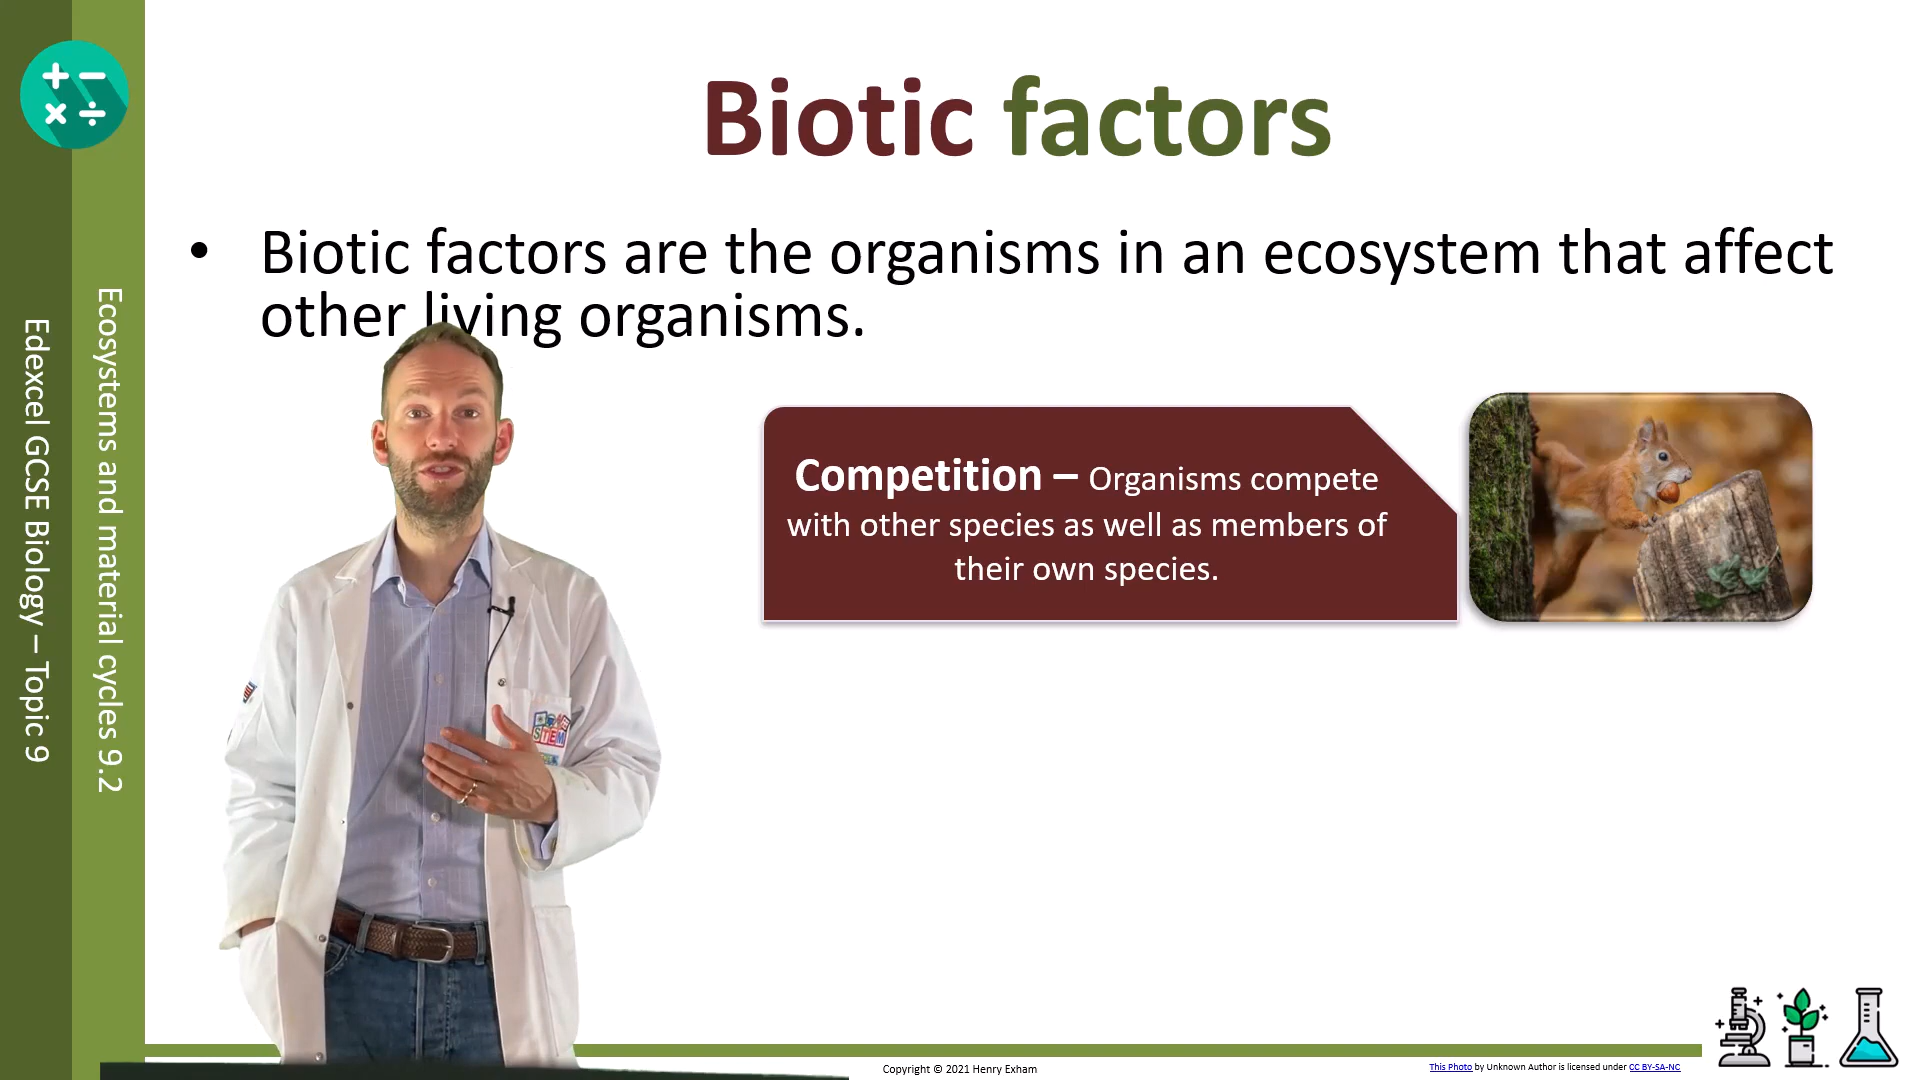 Biotic factors
• Biotic factors are the organisms in an ecosystem that affect
other living organisms.
Competition – Organisms compete
with other species as well as members of
their own species.
Ecosystems and material cycles 9.2
Edexcel GCSE Biology – Topic 9
STEM
Copyright © 2021 Henry Exham
This Photo by Unknown Author is licensed under CC BY-SA-NC